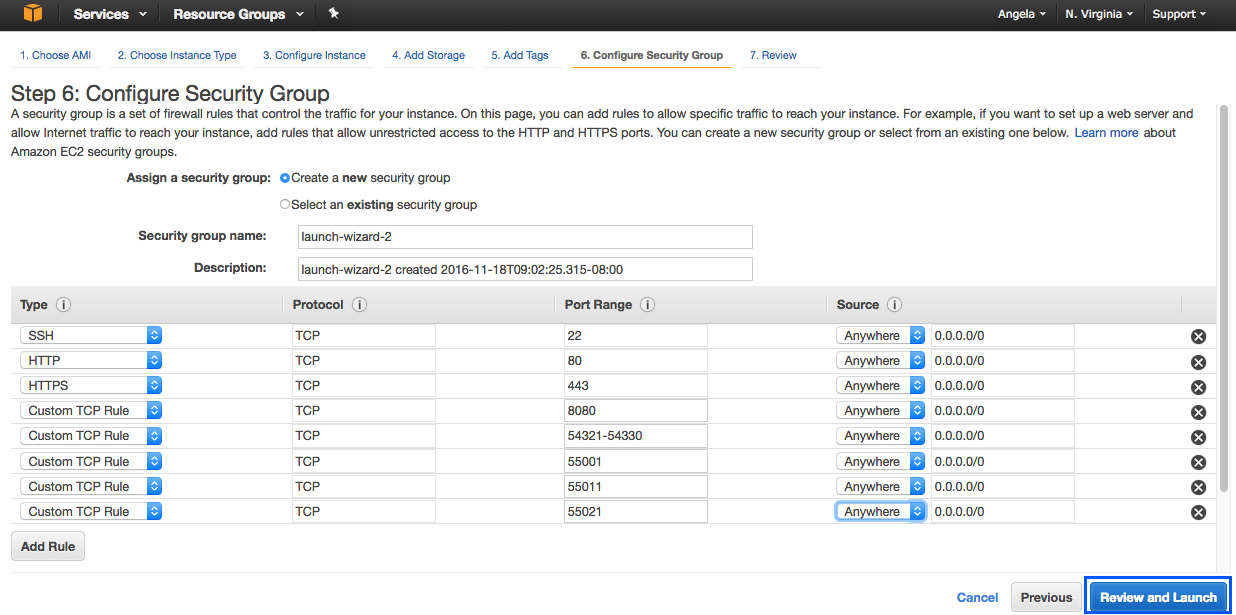 Services Resource Groups Angela N. Virginia Support
1. Choose AMI 2. Choose Instance Type 3. Configure Instance 4. Add Storage 5. Add Tags 6. Configure Security Group 7. Review
Step 6: Configure Security Group
A security group is a set of firewall rules that control the traffic for your instance. On this page, you can add rules to allow specific traffic to reach your instance. For example, if you want to set up a web server and
allow Internet traffic to reach your instance, add rules that allow unrestricted access to the HTTP and HTTPS ports. You can create a new security group or select from an existing one below. Learn more about
Amazon EC2 security groups.
Assign a security group: Create a new security group
Select an existing security group
Security group name: launch-wizard-2
Description: launch-wizard-2 created 2016-11-18T09:02:25.315-08:00
Type i Protocol i Port Range i Source i
SSH TCP 22 Anywhere 0.0.0.0/0
HTTP TCP 80 Anywhere 0.0.0.0/0
HTTPS TCP 443 Anywhere 0.0.0.0/0
Custom TCP Rule TCP 8080 Anywhere 0.0.0.0/0
Custom TCP Rule TCP 54321-54330 Anywhere 0.0.0.0/0
Custom TCP Rule TCP 55001 Anywhere 0.0.0.0/0
Custom TCP Rule TCP 55011 Anywhere 0.0.0.0/0
Custom TCP Rule TCP 55021 Anywhere 0.0.0.0/0
Add Rule
Cancel Previous Review and Launch